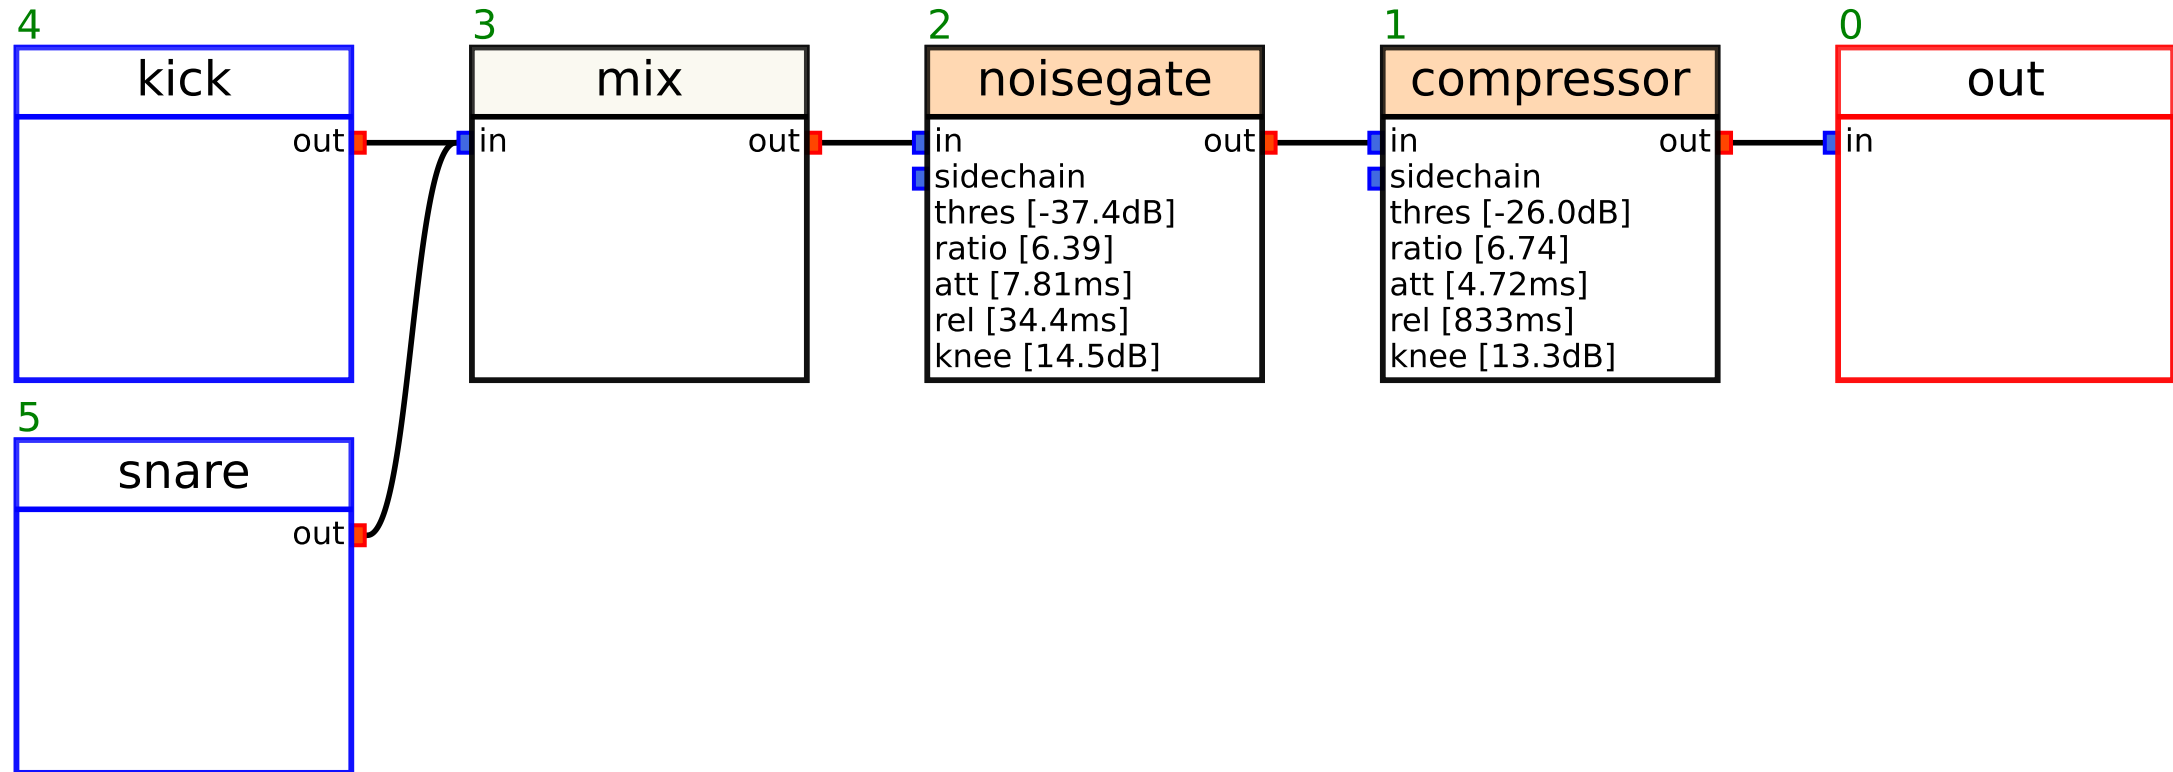 4
kick
out
3
mix
in
out
2
noisegate
in
out
sidechain
thres [-37.4dB]
ratio [6.39]
att [7.81ms]
rel [34.4ms]
knee [14.5dB]
1
compressor
in
out
sidechain
thres [-26.0dB]
ratio [6.74]
att [4.72ms]
rel [833ms]
knee [13.3dB]
0
out
in
5
snare
out